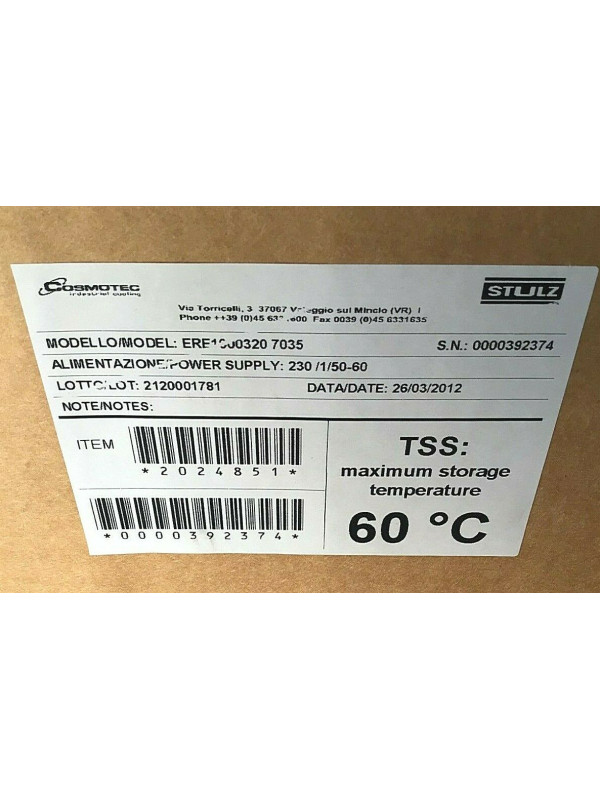 COSMOTEC
industrial cooling
STULZ
Via Torricelli, 3 37067 sul Mincio (VR)
Phone ++39 (0)45 Fax 0039 (0)45 6331635
MODELLO/MODEL: 7035 S.N.: 0000392374
ALIMENTAZIONE/POWER SUPPLY: 230 /1/50-60
LOTTO/LOT: 2120001781 DATA/DATE: 26/03/2012
NOTE/NOTES:
ITEM
*2024851*
*0000392374*
TSS:
maximum storage
temperature
60 °C